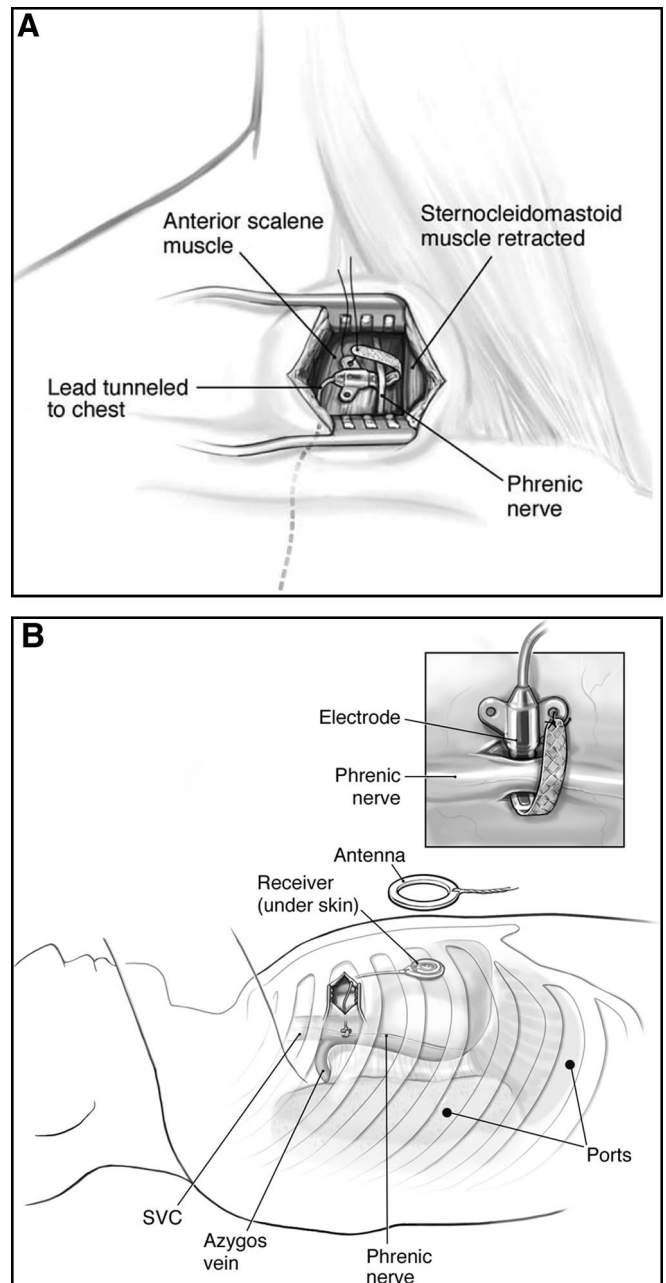 A
Anterior scalene
muscle
Sternocleidomastoid
muscle retracted
Lead tunneled
to chest
Phrenic
nerve
B
Electrode
Phrenic
nerve
Antenna
Receiver
(under skin)
Ports
SVC
Azygos
vein
Phrenic
nerve